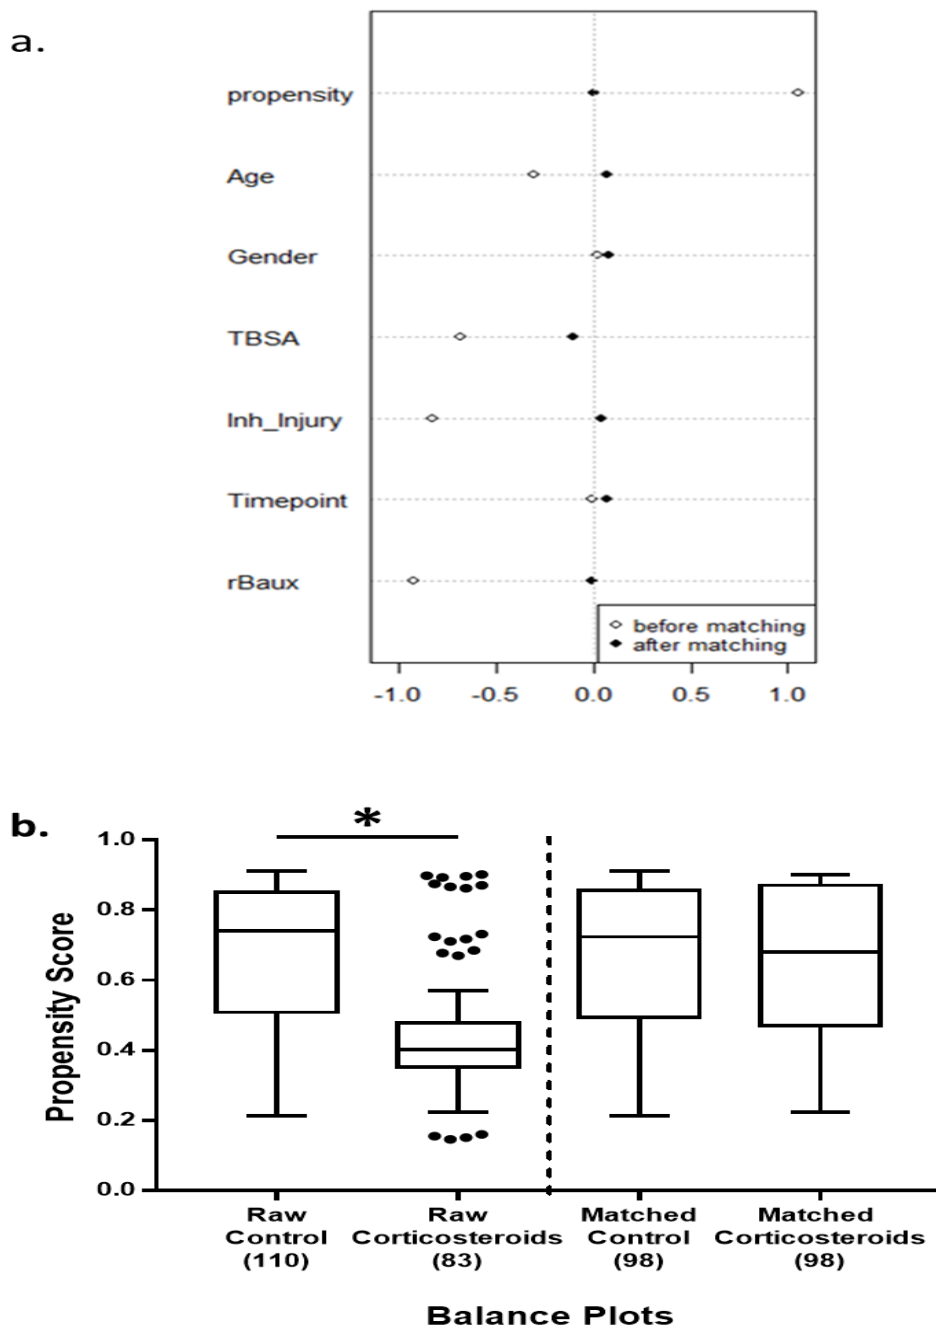 a.
propensity
Age
Gender
TBSA
Inh_Injury
Timepoint
rBaux
◇ before matching
◆ after matching
-1.0 -0.5 0.0 0.5 1.0
b.
*
Propensity Score
1.0
0.8
0.6
0.4
0.2
0.0
Raw Raw Matched Matched
Control Corticosteroids Control Corticosteroids
(110) (83) (98) (98)
Balance Plots